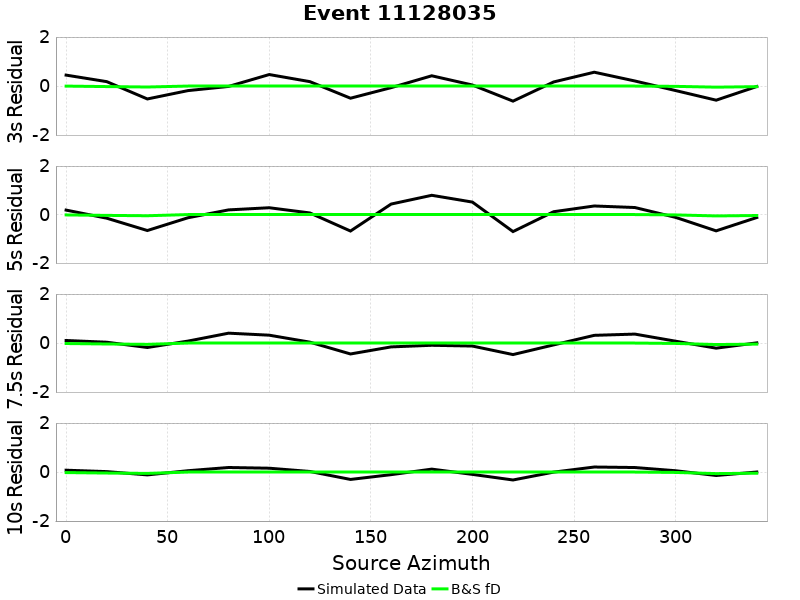 Event 11128035
3s Residual
2
0
-2
5s Residual
2
0
-2
7.5s Residual
2
0
-2
10s Residual
2
0
-2
0 50 100 150 200 250 300
Source Azimuth
Simulated Data B&S fD